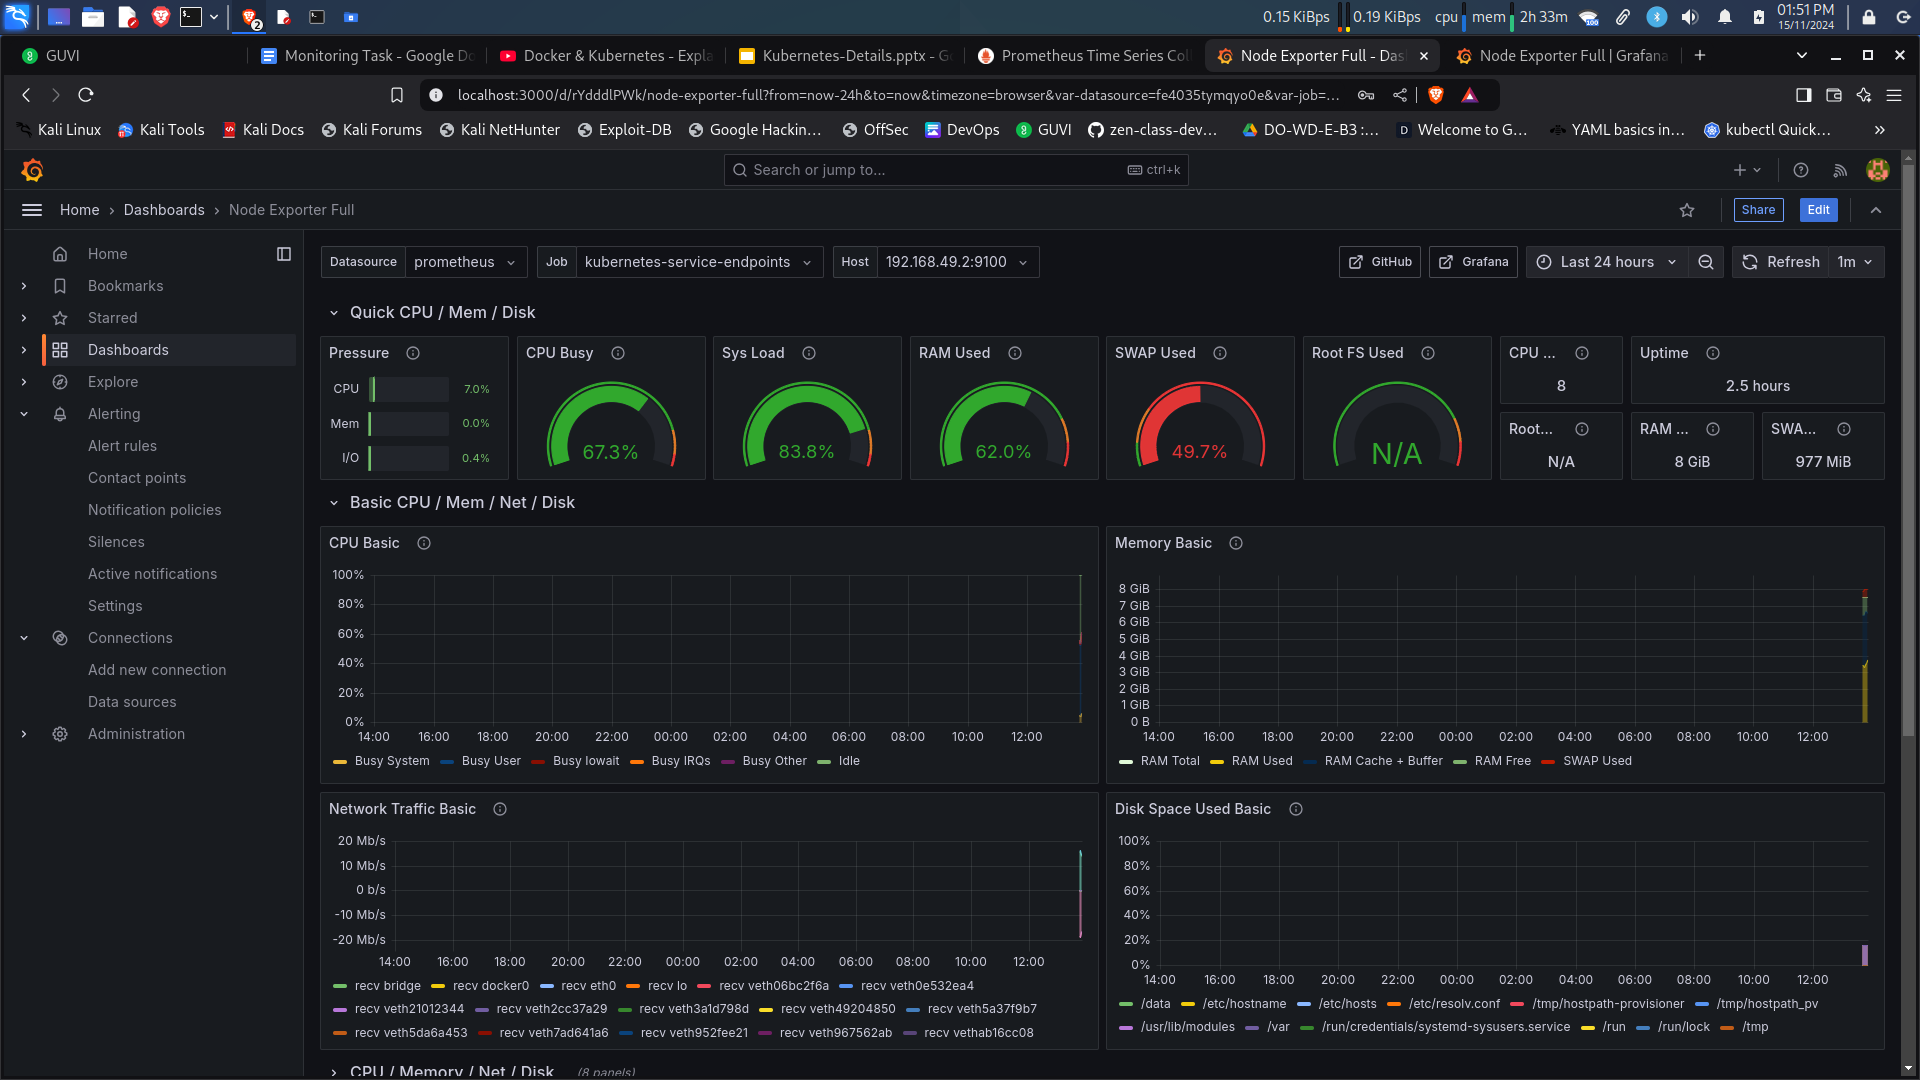 0.15 KiBps 0.19 KiBps cpu mem 2h 33m 100 01:51 PM
15/11/2024
2
GUVI Monitoring Task - Google Do Docker & Kubernetes - Expla Kubernetes-Details.pptx - G Prometheus Time Series Coll Node Exporter Full - Das Node Exporter Full | Grafana
localhost:3000/d/rYdddlPWk/node-exporter-full?from=now-24h&to=now&timezone=browser&var-datasource=fe4035tymqyo0e&var-job=...
Kali Linux Kali Tools Kali Docs Kali Forums Kali NetHunter Exploit-DB Google Hackin... OffSec DevOps GUVI zen-class-dev... DO-WD-E-B3 :... Welcome to G... YAML basics in... kubectl Quick... »
Search or jump to... ctrl+k
Home › Dashboards › Node Exporter Full Share Edit
Home
Bookmarks
Starred
Dashboards
Explore
Alerting
Alert rules
Contact points
Notification policies
Silences
Active notifications
Settings
Connections
Add new connection
Data sources
Administration
Datasource prometheus Job kubernetes-service-endpoints Host 192.168.49.2:9100 GitHub Grafana Last 24 hours Refresh 1m
Quick CPU / Mem / Disk
Pressure
CPU 7.0%
Mem 0.0%
I/O 0.4%
CPU Busy
67.3%
Sys Load
83.8%
RAM Used
62.0%
SWAP Used
49.7%
Root FS Used
N/A
CPU ...
8
Uptime
2.5 hours
Root...
N/A
RAM ...
8 GiB
SWA...
977 MiB
Basic CPU / Mem / Net / Disk
CPU Basic
100%
80%
60%
40%
20%
0%
14:00 16:00 18:00 20:00 22:00 00:00 02:00 04:00 06:00 08:00 10:00 12:00
Busy System Busy User Busy Iowait Busy IRQs Busy Other Idle
Memory Basic
8 GiB
7 GiB
6 GiB
5 GiB
4 GiB
3 GiB
2 GiB
1 GiB
0 B
14:00 16:00 18:00 20:00 22:00 00:00 02:00 04:00 06:00 08:00 10:00 12:00
RAM Total RAM Used RAM Cache + Buffer RAM Free SWAP Used
Network Traffic Basic
20 Mb/s
10 Mb/s
0 b/s
-10 Mb/s
-20 Mb/s
14:00 16:00 18:00 20:00 22:00 00:00 02:00 04:00 06:00 08:00 10:00 12:00
recv bridge recv docker0 recv eth0 recv lo recv veth06bc2f6a recv veth0e532ea4
recv veth21012344 recv veth2cc37a29 recv veth3a1d798d recv veth49204850 recv veth5a37f9b7
recv veth5da6a453 recv veth7ad641a6 recv veth952fee21 recv veth967562ab recv vethab16cc08
Disk Space Used Basic
100%
80%
60%
40%
20%
0%
14:00 16:00 18:00 20:00 22:00 00:00 02:00 04:00 06:00 08:00 10:00 12:00
/data /etc/hostname /etc/hosts /etc/resolv.conf /tmp/hostpath-provisioner /tmp/hostpath_pv
/usr/lib/modules /var /run/credentials/systemd-sysusers.service /run /run/lock /tmp
CPU / Memory / Net / Disk (8 panels)